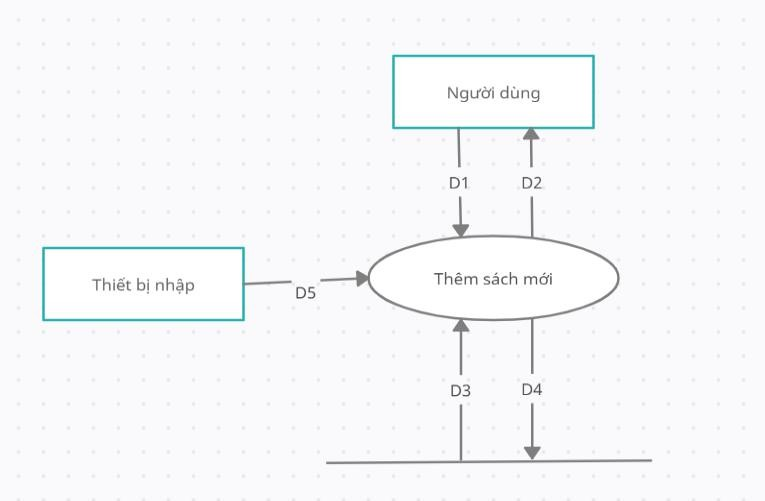 Người dùng
D1
D2
Thiết bị nhập
D5
Thêm sách mới
D3
D4